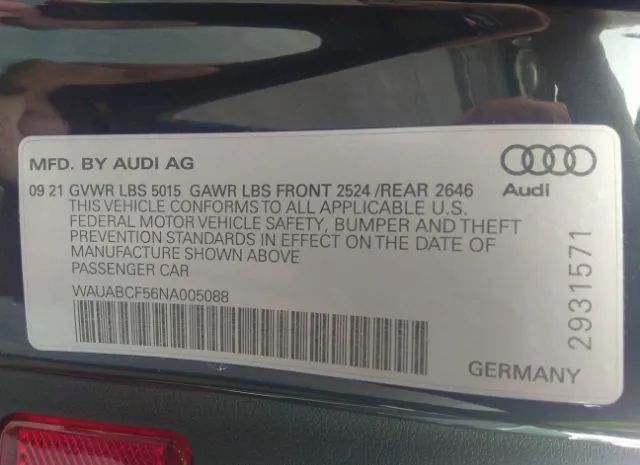 MFD. BY AUDI AG
09 21 GVWR LBS 5015 GAWR LBS FRONT 2524 /REAR 2646
THIS VEHICLE CONFORMS TO ALL APPLICABLE U.S.
FEDERAL MOTOR VEHICLE SAFETY, BUMPER AND THEFT
PREVENTION STANDARDS IN EFFECT ON THE DATE OF
MANUFACTURE SHOWN ABOVE
PASSENGER CAR
WAUABCF56NA005088
Audi
2931571
GERMANY